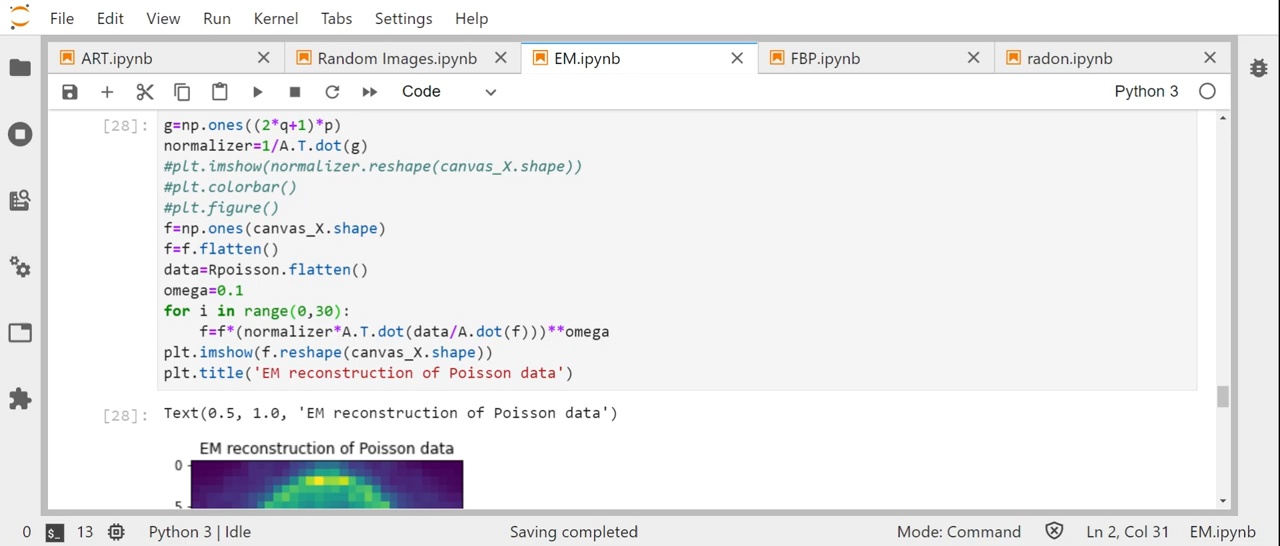 File Edit View Run Kernel Tabs Settings Help
ART.ipynb Random Images.ipynb EM.ipynb FBP.ipynb radon.ipynb
Code Python 3
[28]: g=np.ones((2*q+1)*p)
normalizer=1/A.T.dot(g)
#plt.imshow(normalizer.reshape(canvas_X.shape))
#plt.colorbar()
#plt.figure()
f=np.ones(canvas_X.shape)
f=f.flatten()
data=Rpoisson.flatten()
omega=0.1
for i in range(0,30):
    f=f*(normalizer*A.T.dot(data/A.dot(f)))**omega
plt.imshow(f.reshape(canvas_X.shape))
plt.title('EM reconstruction of Poisson data')
[28]: Text(0.5, 1.0, 'EM reconstruction of Poisson data')
EM reconstruction of Poisson data
0
5
0 $_ 13 Python 3 | Idle Saving completed Mode: Command Ln 2, Col 31 EM.ipynb